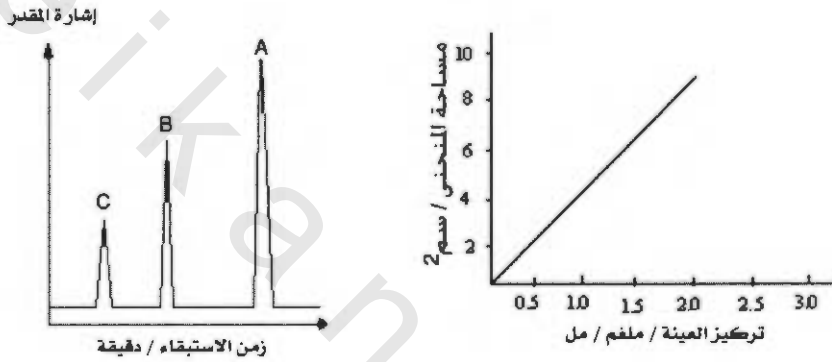 إشارة المقدر
A
B
C
زمن الاستبقاء / دقيقة
مساحة المنحنى / سم2
10
8
6
4
2
0.5 1.0 1.5 2.0 2.5 3.0
تركيز العينة / ملغم / مل